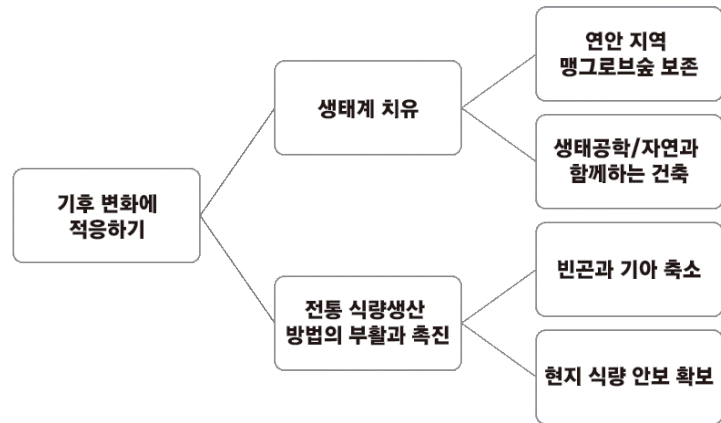 연안 지역
맹그로브숲 보존
생태계 치유
생태공학/자연과
함께하는 건축
기후 변화에
적응하기
빈곤과 기아 축소
전통 식량생산
방법의 부활과 촉진
현지 식량 안보 확보